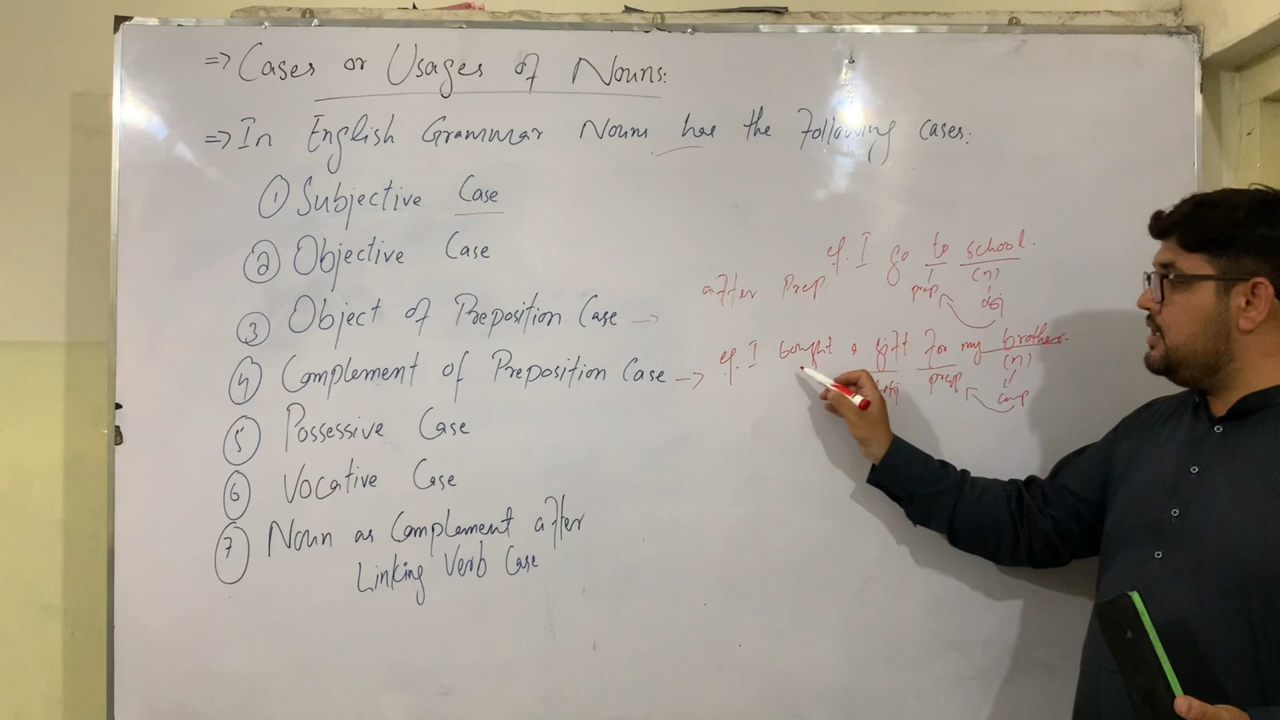 ⇒ Cases or Usages of Nouns:
⇒ In English Grammar Nouns has the Following cases:
① Subjective Case
② Objective Case
③ Object of Preposition Case →
④ Complement of Preposition Case →
⑤ Possessive Case
⑥ Vocative Case
⑦ Noun as Complement after
Linking Verb Case
after Prep
ef. I go to school.
prep (n)
obj
ef. I bought a gift for my brother.
obj prep (n)
comp